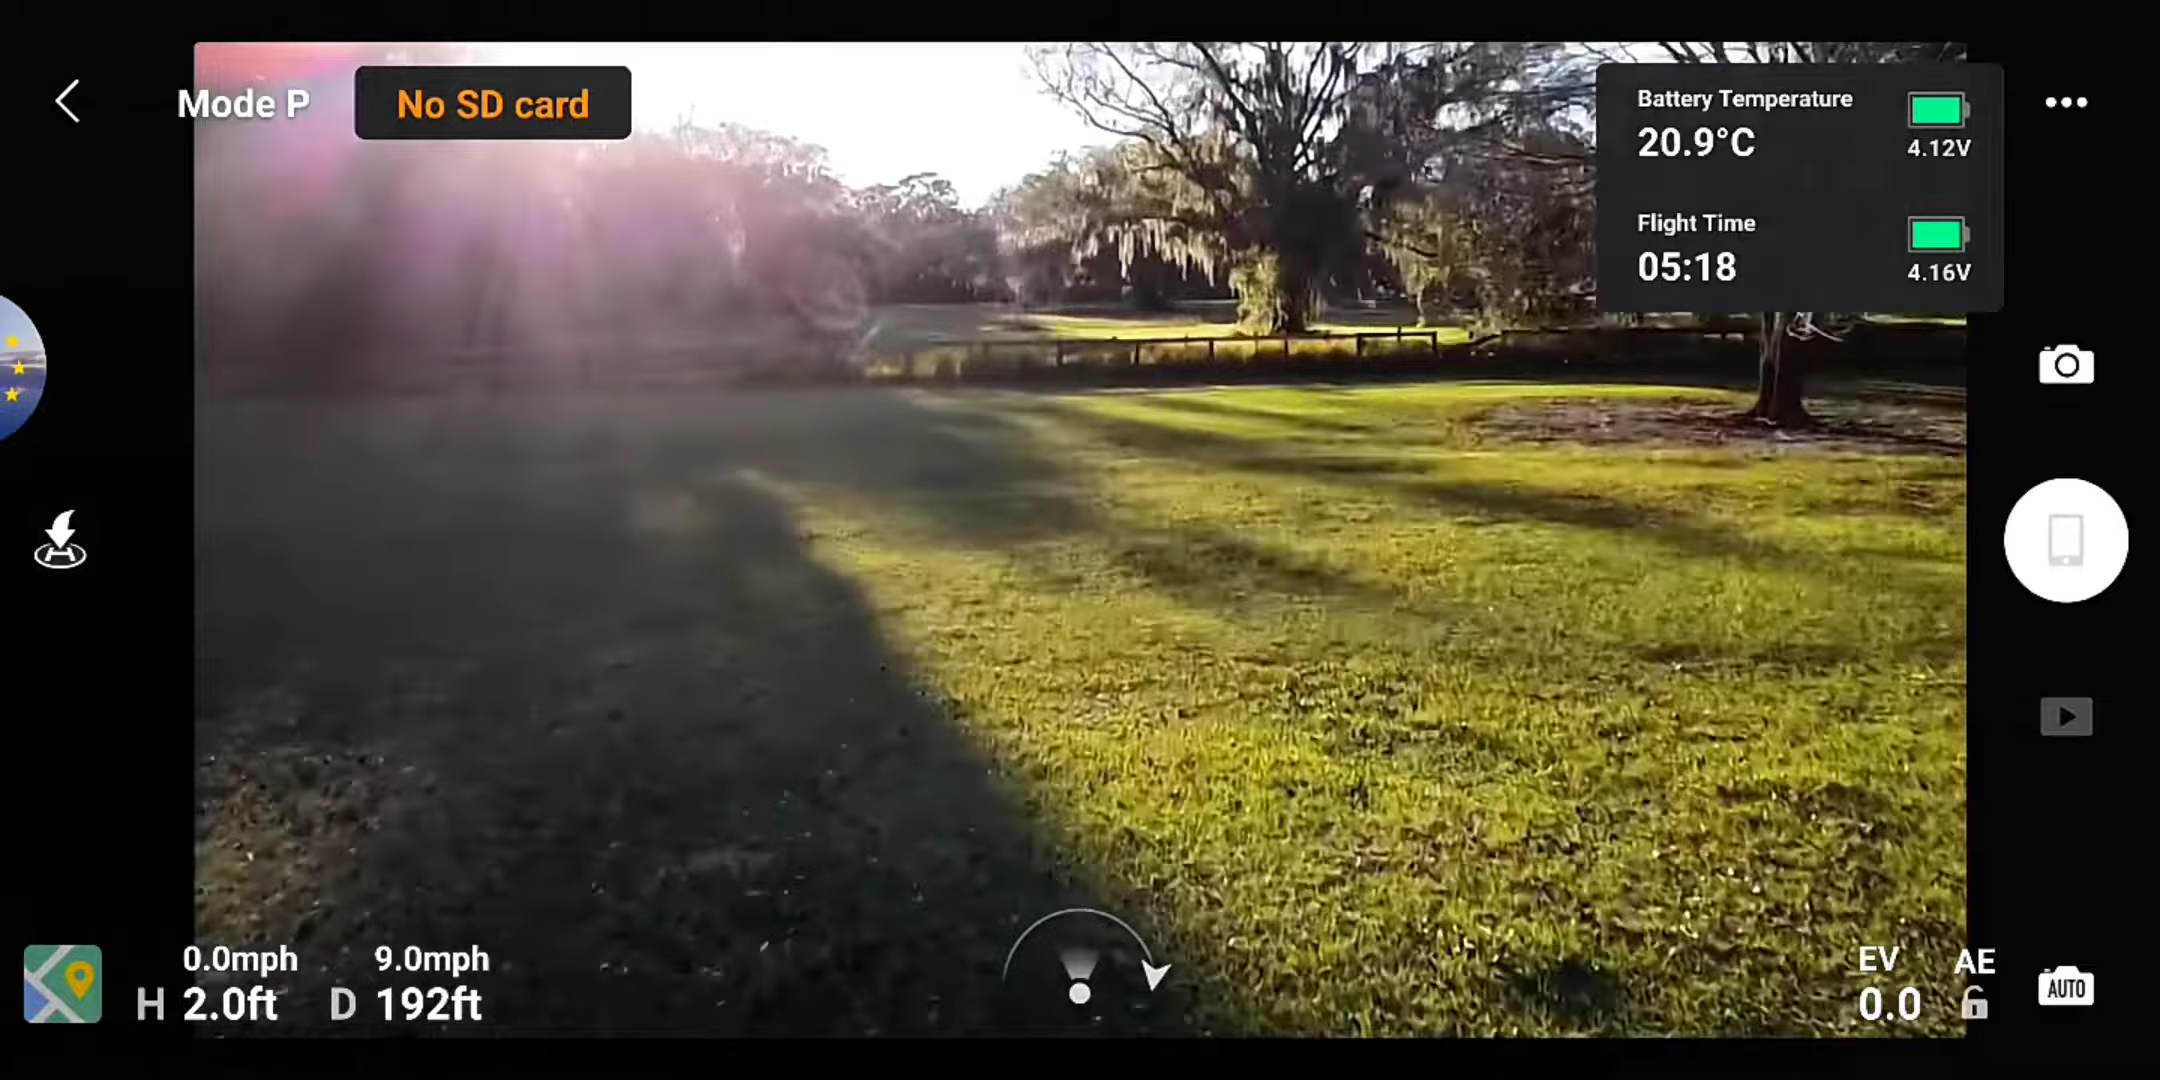 Mode P
No SD card
Battery Temperature
20.9°C
4.12V
Flight Time
05:18
4.16V
0.0mph
9.0mph
H 2.0ft
D 192ft
EV
0.0
AE
AUTO